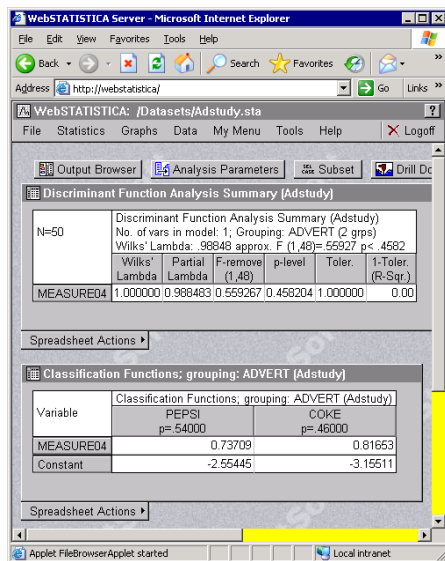 WebSTATISTICA Server - Microsoft Internet Explorer
File Edit View Favorites Tools Help
Back Search Favorites »
Address http://webstatistica/ Go Links »
WebSTATISTICA: /Datasets/Adstudy.sta ?
File Statistics Graphs Data My Menu Tools Help X Logoff
Output Browser Analysis Parameters Subset Drill Do
Discriminant Function Analysis Summary (Adstudy)
N=50
Discriminant Function Analysis Summary (Adstudy)
No. of vars in model: 1; Grouping: ADVERT (2 grps)
Wilks' Lambda: .98848 approx. F (1,48)=.55927 p< .4582
Wilks' Lambda Partial Lambda F-remove (1,48) p-level Toler. 1-Toler. (R-Sqr.)
MEASURE04 1.000000 0.988483 0.559267 0.458204 1.000000 0.00
Spreadsheet Actions
Classification Functions; grouping: ADVERT (Adstudy)
Variable
Classification Functions; grouping: ADVERT (Adstudy)
PEPSI p=.54000 COKE p=.46000
MEASURE04 0.73709 0.81653
Constant -2.55445 -3.15511
Spreadsheet Actions
Applet FileBrowserApplet started Local intranet